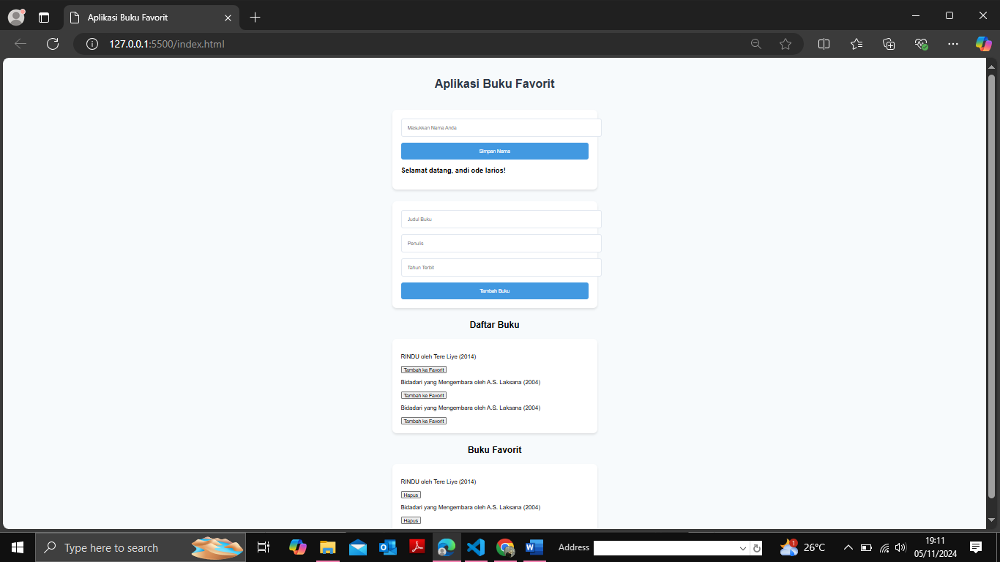 Aplikasi Buku Favorit
127.0.0.1:5500/index.html
Aplikasi Buku Favorit
Masukkan Nama Anda
Simpan Nama
Selamat datang, andi ode larios!
Judul Buku
Penulis
Tahun Terbit
Tambah Buku
Daftar Buku
RINDU oleh Tere Liye (2014)
Tambah ke Favorit
Bidadari yang Mengembara oleh A.S. Laksana (2004)
Tambah ke Favorit
Bidadari yang Mengembara oleh A.S. Laksana (2004)
Tambah ke Favorit
Buku Favorit
RINDU oleh Tere Liye (2014)
Hapus
Bidadari yang Mengembara oleh A.S. Laksana (2004)
Hapus
Type here to search
Address
1
26°C
19:11
05/11/2024